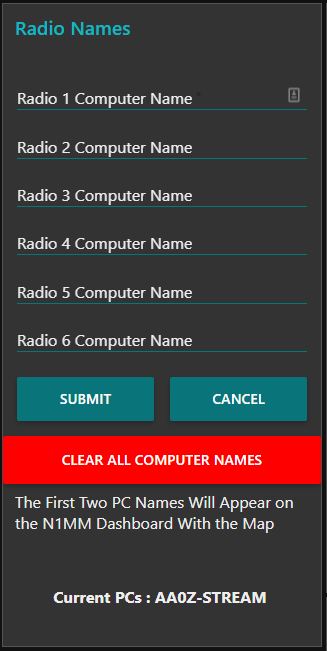 Radio Names
Radio 1 Computer Name *
Radio 2 Computer Name
Radio 3 Computer Name
Radio 4 Computer Name
Radio 5 Computer Name
Radio 6 Computer Name
SUBMIT CANCEL
CLEAR ALL COMPUTER NAMES
The First Two PC Names Will Appear on
the N1MM Dashboard With the Map
Current PCs : AA0Z-STREAM